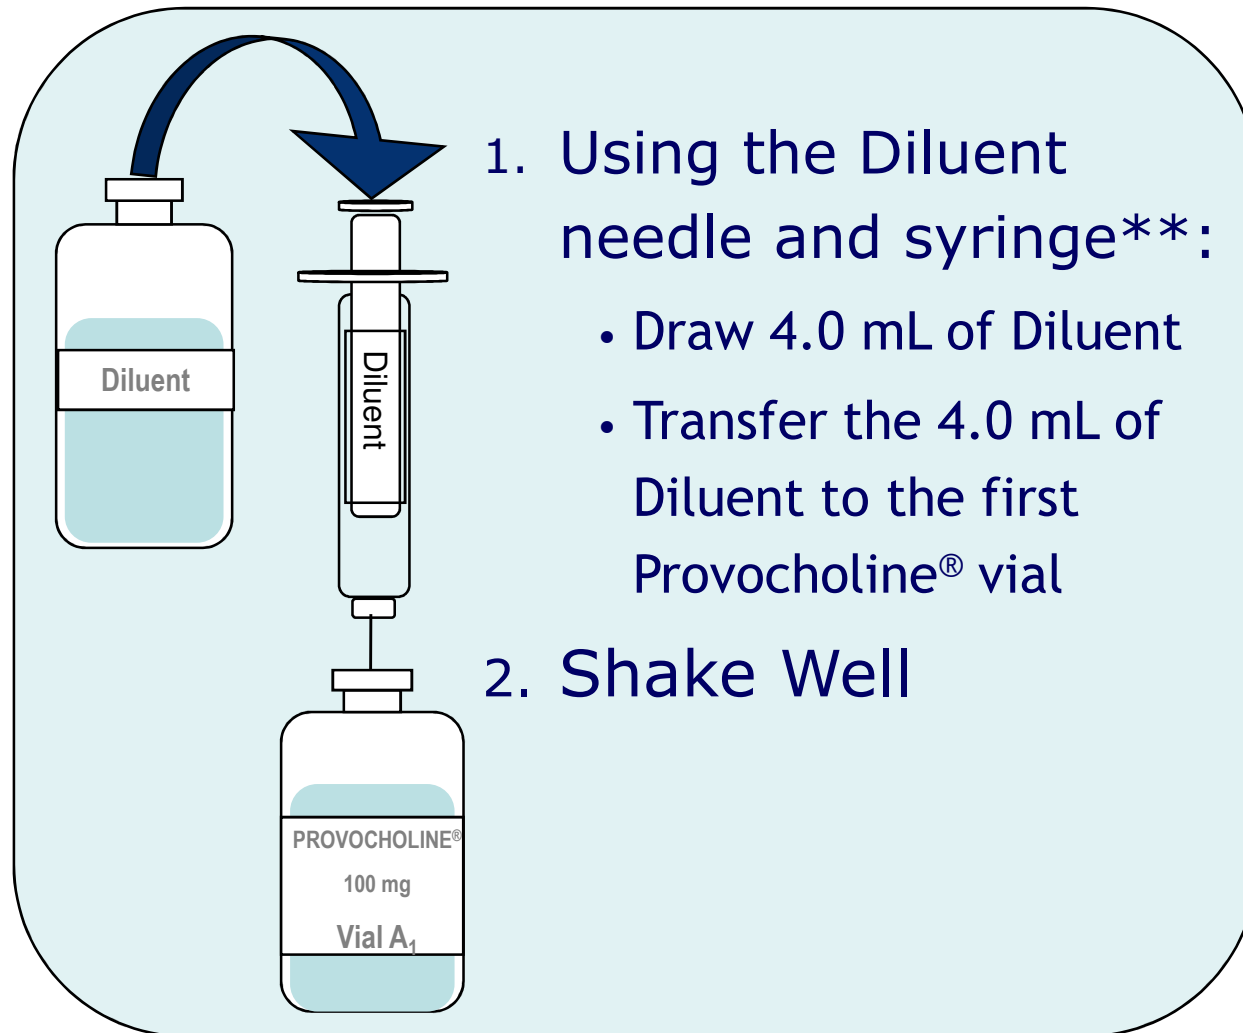 1. Using the Diluent
needle and syringe**:
• Draw 4.0 mL of Diluent
• Transfer the 4.0 mL of
Diluent to the first
Provocholine® vial
2. Shake Well
Diluent
Diluent
PROVOCHOLINE®
100 mg
Vial A₁